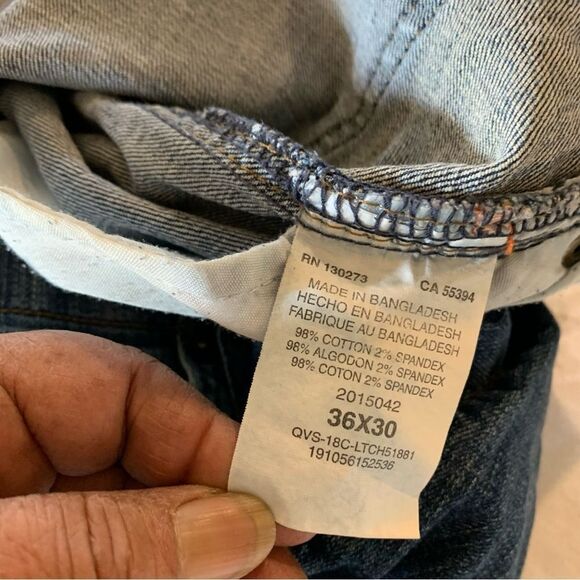 RN 130273 CA 55394
MADE IN BANGLADESH
HECHO EN BANGLADESH
FABRIQUE AU BANGLADESH
98% COTTON 2% SPANDEX
98% ALGODON 2% SPANDEX
98% COTON 2% SPANDEX
2015042
36X30
QVS-18C-LTCH51881
191056152536